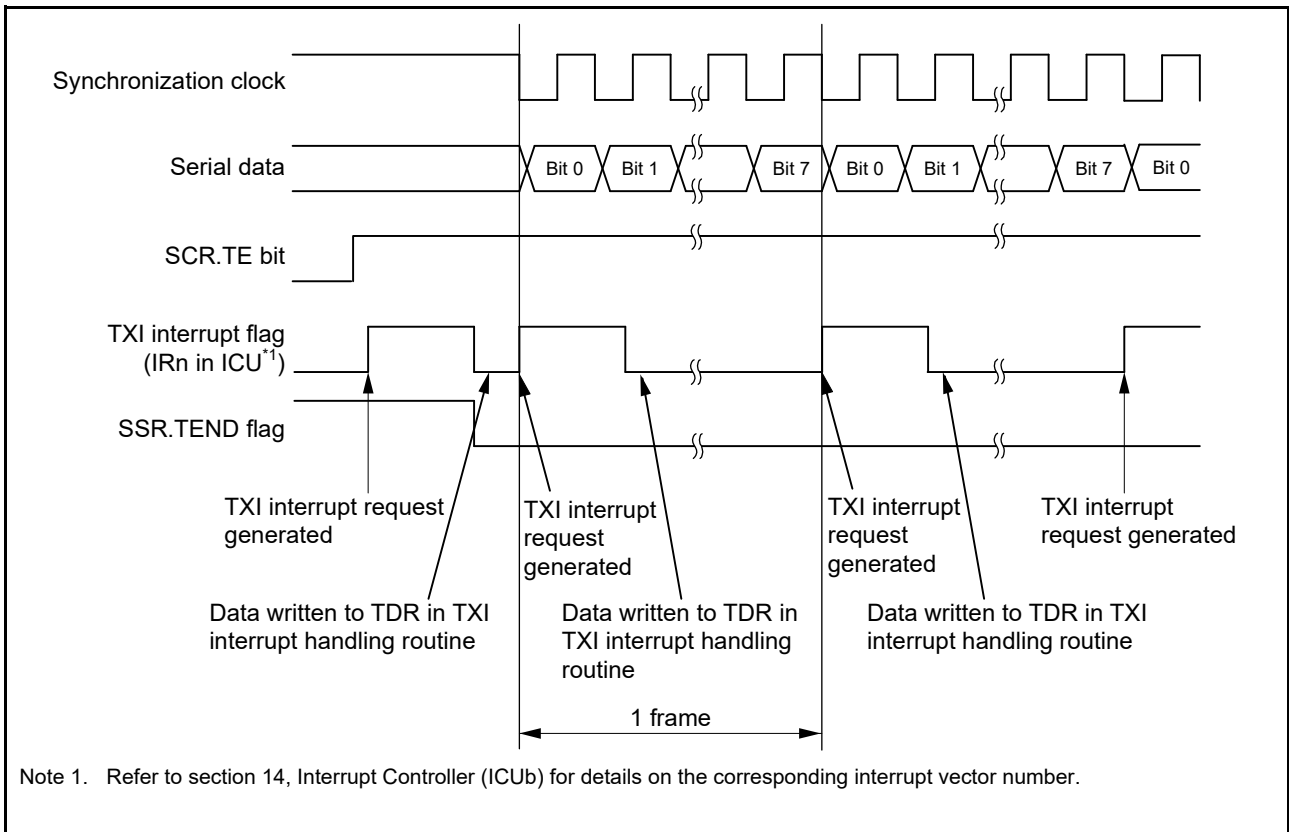 Synchronization clock
Serial data
Bit 0 Bit 1 Bit 7 Bit 0 Bit 1 Bit 7 Bit 0
SCR.TE bit
TXI interrupt flag
(IRn in ICU*1)
SSR.TEND flag
TXI interrupt request
generated
TXI interrupt
request
generated
TXI interrupt
request
generated
TXI interrupt
request generated
Data written to TDR in TXI
interrupt handling routine
Data written to TDR in
TXI interrupt handling
routine
Data written to TDR in TXI
interrupt handling routine
1 frame
Note 1. Refer to section 14, Interrupt Controller (ICUb) for details on the corresponding interrupt vector number.